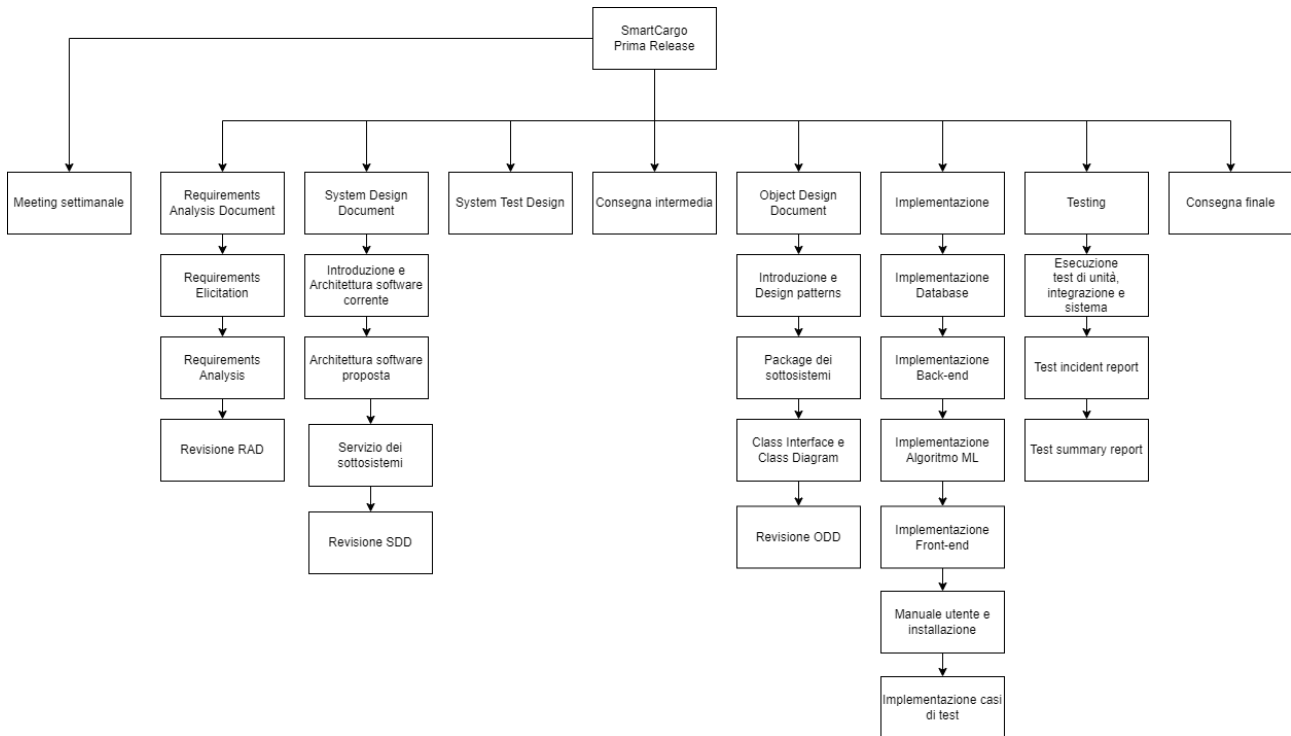 SmartCargo
Prima Release
Meeting settimanale
Requirements
Analysis Document
System Design
Document
System Test Design
Consegna intermedia
Object Design
Document
Implementazione
Testing
Consegna finale
Requirements
Elicitation
Introduzione e
Architettura software
corrente
Introduzione e
Design patterns
Implementazione
Database
Esecuzione
test di unità,
integrazione e
sistema
Requirements
Analysis
Architettura software
proposta
Package dei
sottosistemi
Implementazione
Back-end
Test incident report
Revisione RAD
Servizio dei
sottosistemi
Class Interface e
Class Diagram
Implementazione
Algoritmo ML
Test summary report
Revisione SDD
Revisione ODD
Implementazione
Front-end
Manuale utente e
installazione
Implementazione casi
di test